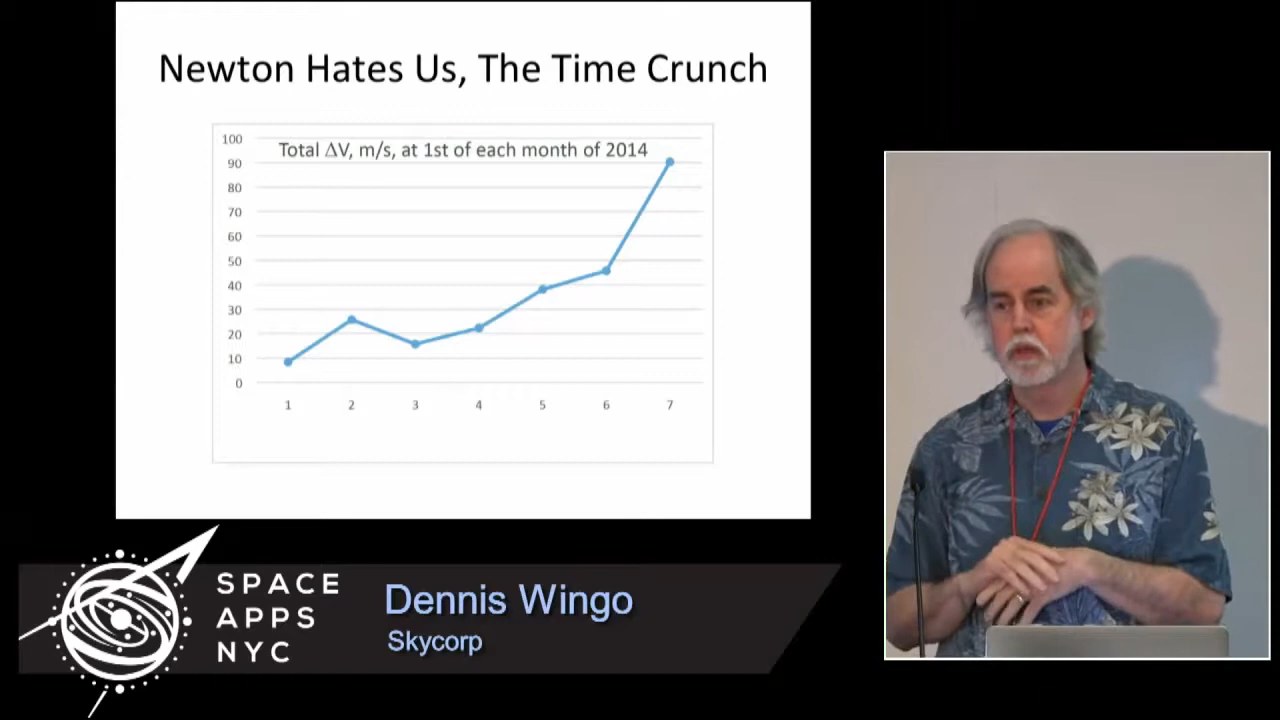 Newton Hates Us, The Time Crunch
Total ΔV, m/s, at 1st of each month of 2014
100
90
80
70
60
50
40
30
20
10
0
1 2 3 4 5 6 7
SPACE
APPS
NYC
Dennis Wingo
Skycorp